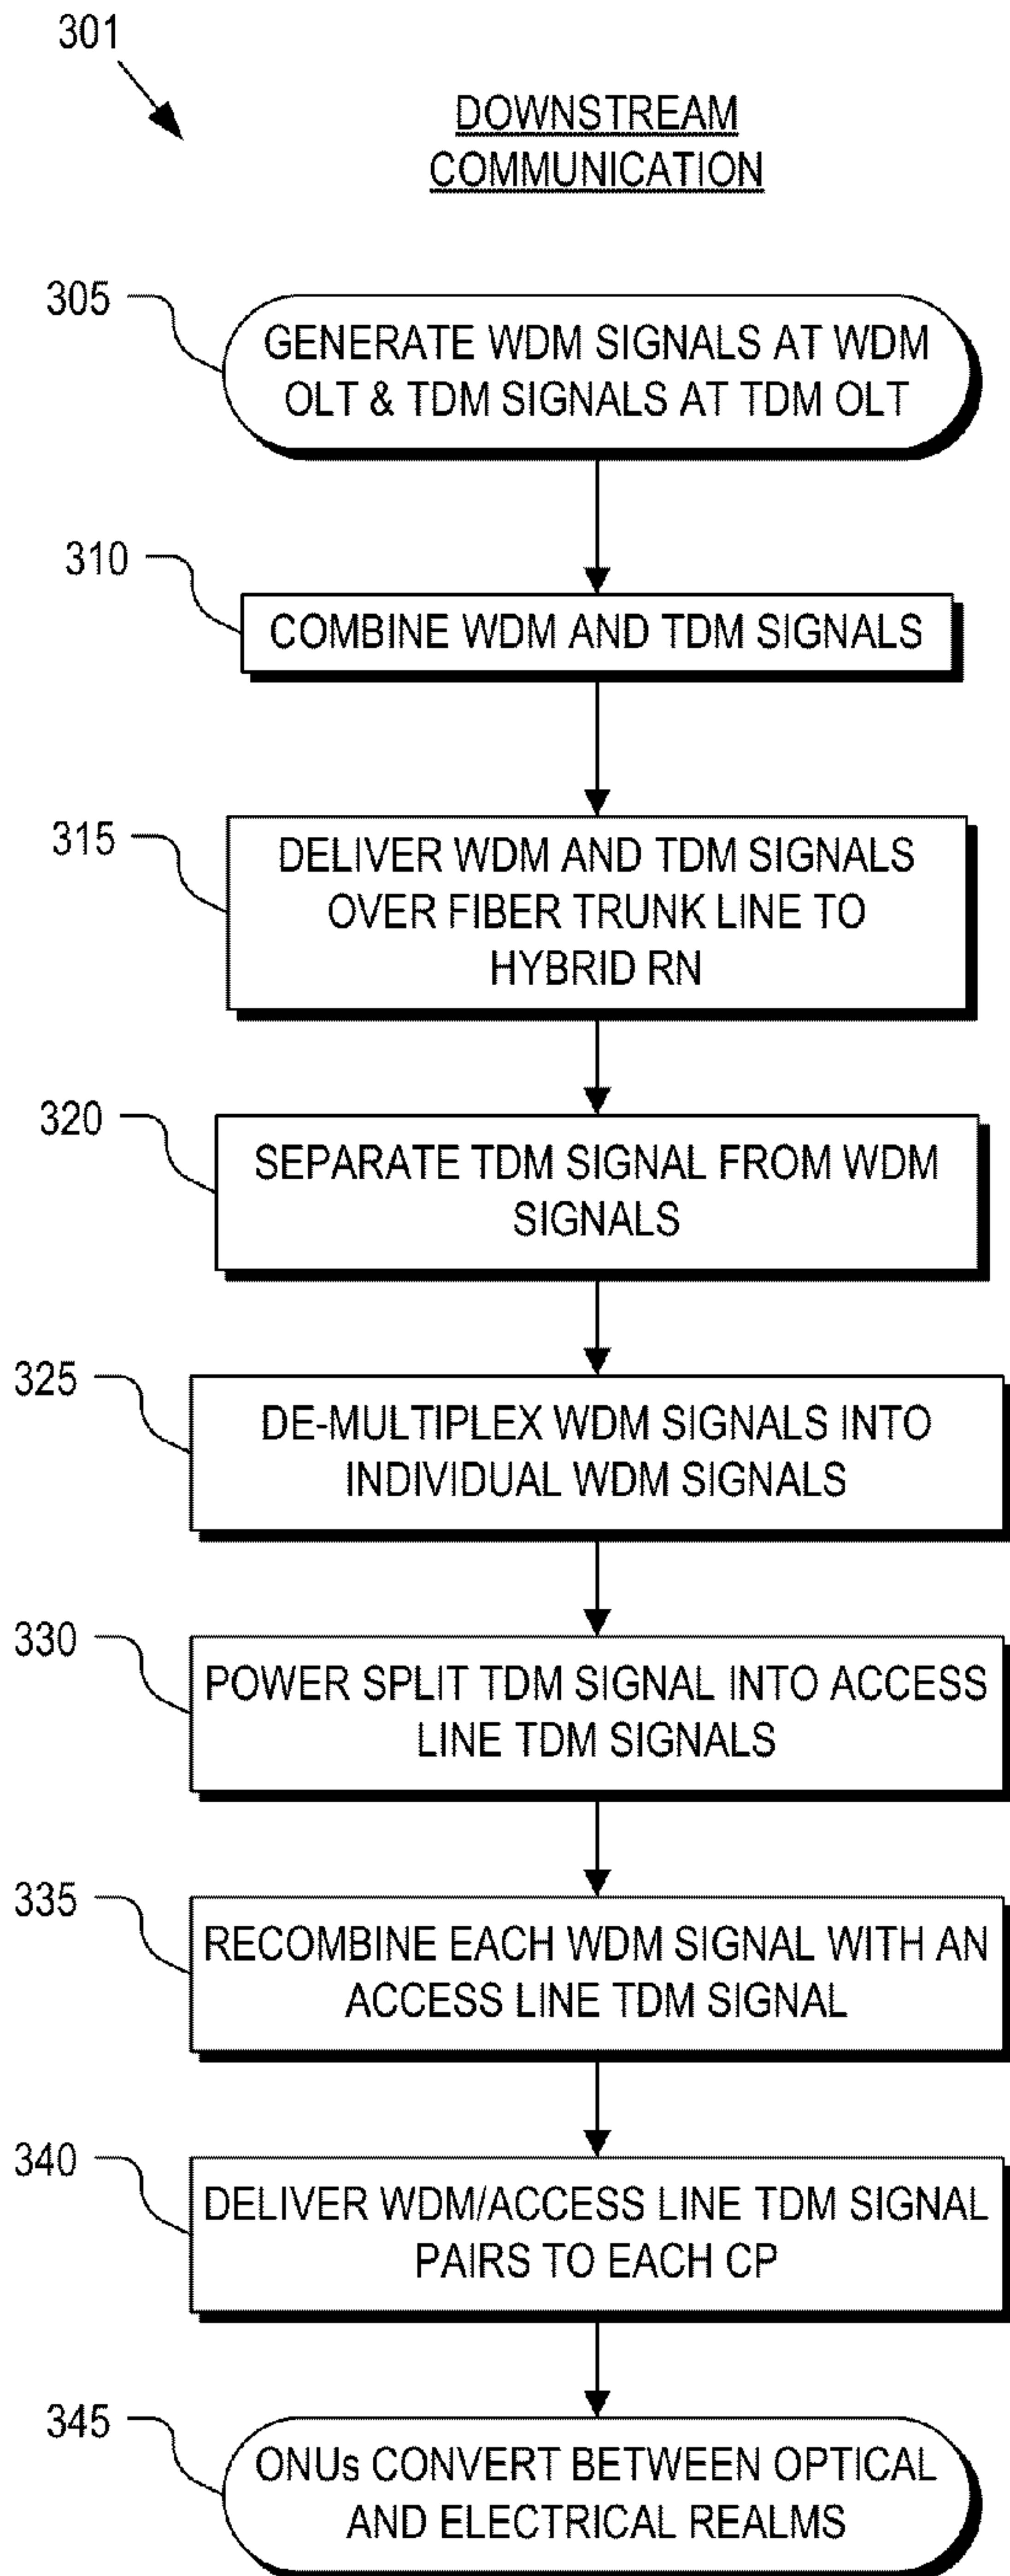 301
DOWNSTREAM
COMMUNICATION
305
GENERATE WDM SIGNALS AT WDM
OLT & TDM SIGNALS AT TDM OLT
310
COMBINE WDM AND TDM SIGNALS
315
DELIVER WDM AND TDM SIGNALS
OVER FIBER TRUNK LINE TO
HYBRID RN
320
SEPARATE TDM SIGNAL FROM WDM
SIGNALS
325
DE-MULTIPLEX WDM SIGNALS INTO
INDIVIDUAL WDM SIGNALS
330
POWER SPLIT TDM SIGNAL INTO ACCESS
LINE TDM SIGNALS
335
RECOMBINE EACH WDM SIGNAL WITH AN
ACCESS LINE TDM SIGNAL
340
DELIVER WDM/ACCESS LINE TDM SIGNAL
PAIRS TO EACH CP
345
ONUs CONVERT BETWEEN OPTICAL
AND ELECTRICAL REALMS